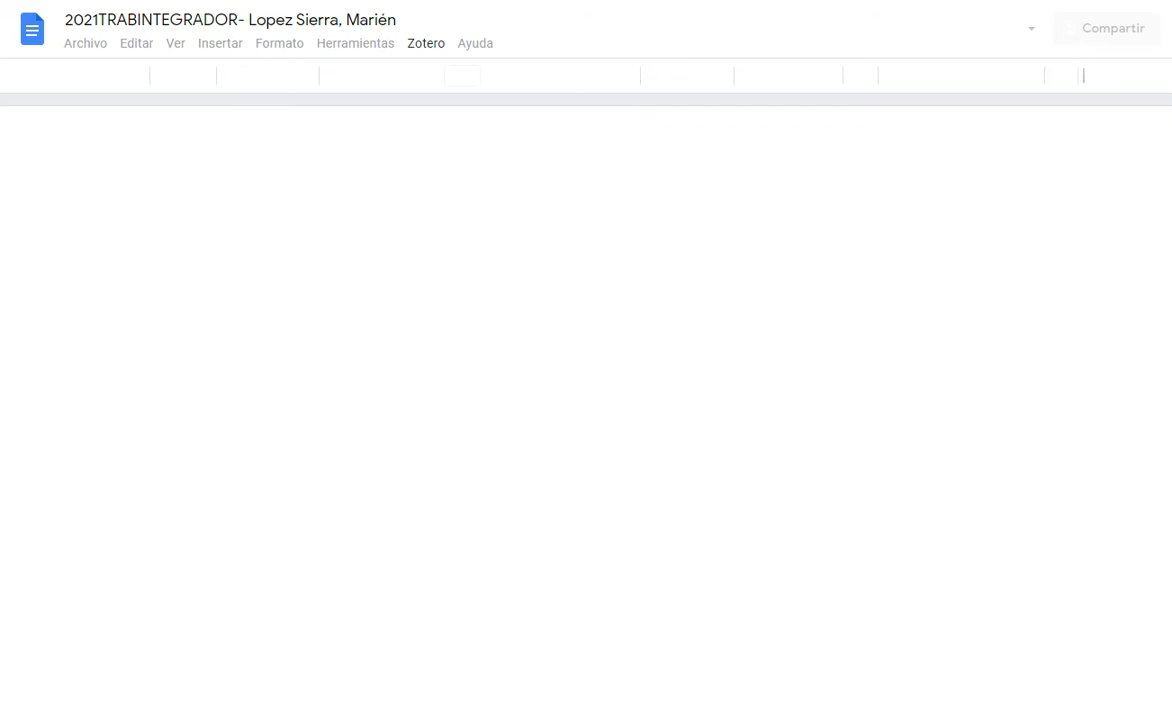 2021TRABINTEGRADOR- Lopez Sierra, Marién
Archivo Editar Ver Insertar Formato Herramientas Zotero Ayuda
Compartir